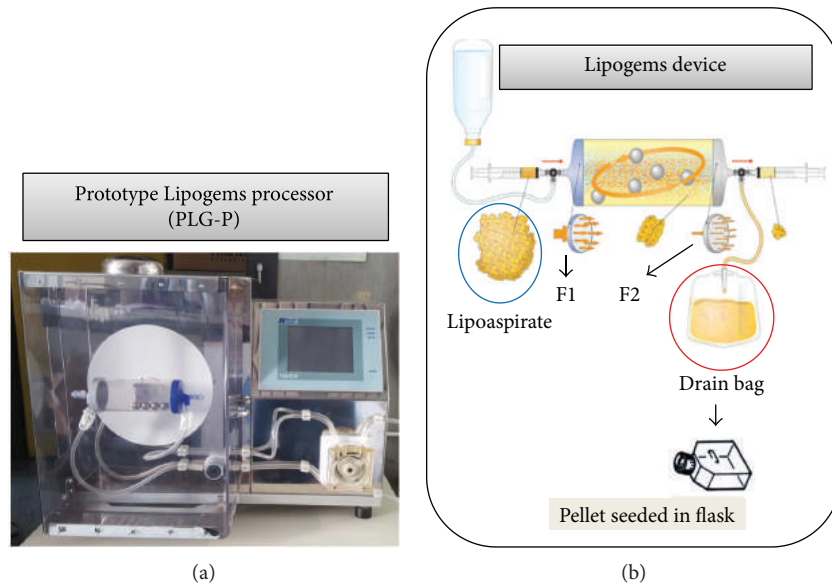 Prototype Lipogems processor
(PLG-P)
(a)
Lipogems device
Lipoaspirate
F1
F2
Drain bag
Pellet seeded in flask
(b)